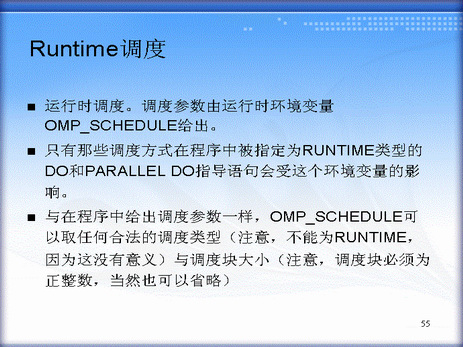 Runtime调度
■ 运行时调度。调度参数由运行时环境变量
OMP_SCHEDULE给出。
■ 只有那些调度方式在程序中被指定为RUNTIME类型的
DO和PARALLEL DO指导语句会受这个环境变量的影
响。
■ 与在程序中给出调度参数一样，OMP_SCHEDULE可
以取任何合法的调度类型（注意，不能为RUNTIME，
因为这没有意义）与调度块大小（注意，调度块必须为
正整数，当然也可以省略）
55